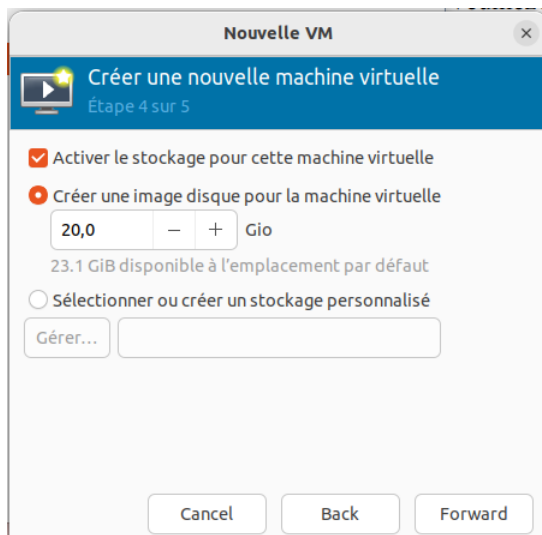 Nouvelle VM
Créer une nouvelle machine virtuelle
Étape 4 sur 5
Activer le stockage pour cette machine virtuelle
Créer une image disque pour la machine virtuelle
20,0 − + Gio
23.1 GiB disponible à l’emplacement par défaut
Sélectionner ou créer un stockage personnalisé
Gérer…
Cancel Back Forward